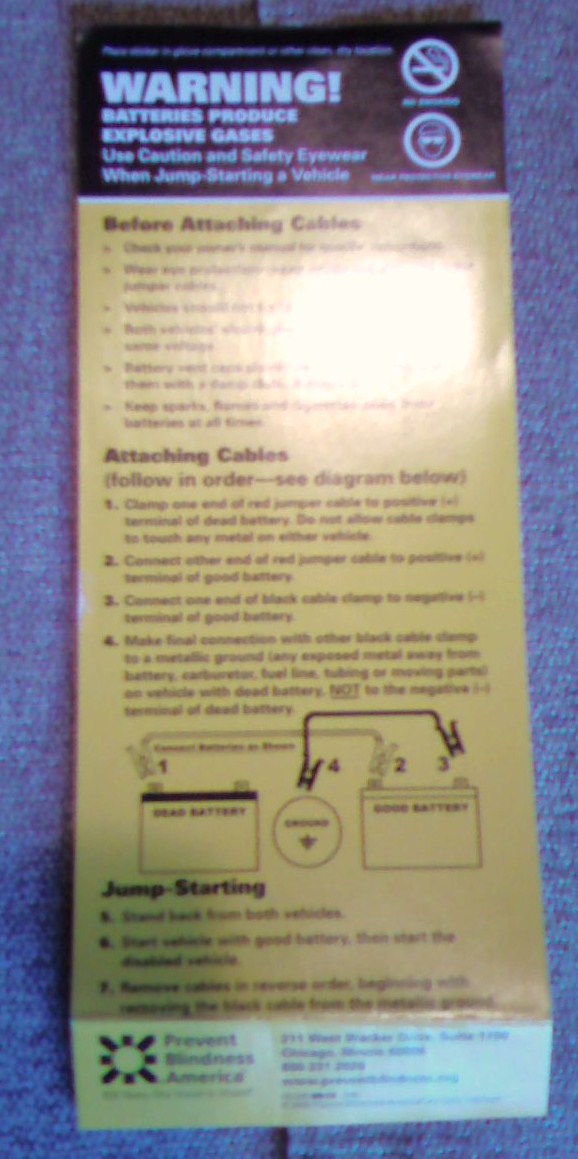 Place sticker in glove compartment or other clean, dry location.
WARNING!
BATTERIES PRODUCE
EXPLOSIVE GASES
Use Caution and Safety Eyewear
When Jump-Starting a Vehicle
NO SMOKING
WEAR PROTECTIVE EYEWEAR
Before Attaching Cables
Check your owner's manual for
Wear eye protection
jumper cables.
Vehicles should not
Both vehicles
same voltage.
Battery vent caps
them with a damp cloth
Keep sparks, flames and cigarettes away from
batteries at all times.
Attaching Cables
(follow in order—see diagram below)
1. Clamp one end of red jumper cable to positive (+)
terminal of dead battery. Do not allow cable clamps
to touch any metal on either vehicle.
2. Connect other end of red jumper cable to positive (+)
terminal of good battery.
3. Connect one end of black cable clamp to negative (–)
terminal of good battery.
4. Make final connection with other black cable clamp
to a metallic ground (any exposed metal away from
battery, carburetor, fuel line, tubing or moving parts)
on vehicle with dead battery, NOT to the negative (–)
terminal of dead battery.
Connect Batteries as Shown
1 4 2 3
DEAD BATTERY GROUND GOOD BATTERY
Jump-Starting
5. Stand back from both vehicles.
6. Start vehicle with good battery, then start the
disabled vehicle.
7. Remove cables in reverse order, beginning with
removing the black cable from the metallic ground.
Prevent
Blindness
America
211 West Wacker Drive, Suite 1700
Chicago, Illinois 60606
800.331.2020
www.preventblindness.org